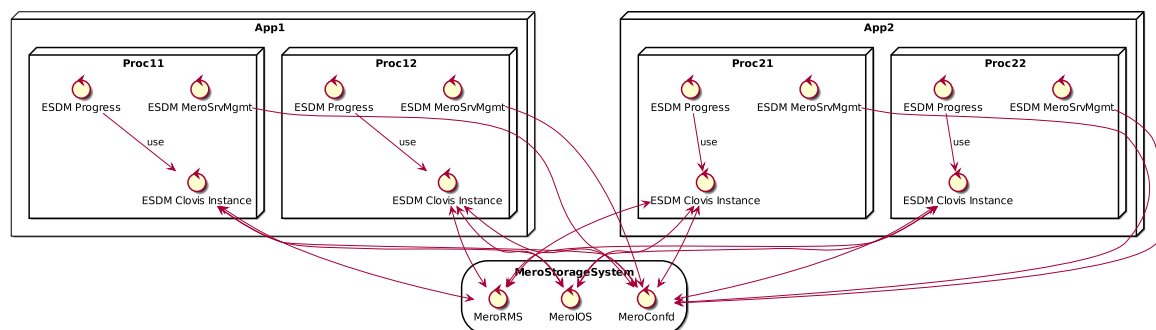 App1
App2
Proc11
Proc12
Proc21
Proc22
ESDM Progress
ESDM MeroSrvMgmt
ESDM Progress
ESDM MeroSrvMgmt
ESDM Progress
ESDM MeroSrvMgmt
ESDM Progress
ESDM MeroSrvMgmt
use
use
use
use
ESDM Clovis Instance
ESDM Clovis Instance
ESDM Clovis Instance
ESDM Clovis Instance
MeroStorageSystem
MeroRMS
MeroIOS
MeroConfd